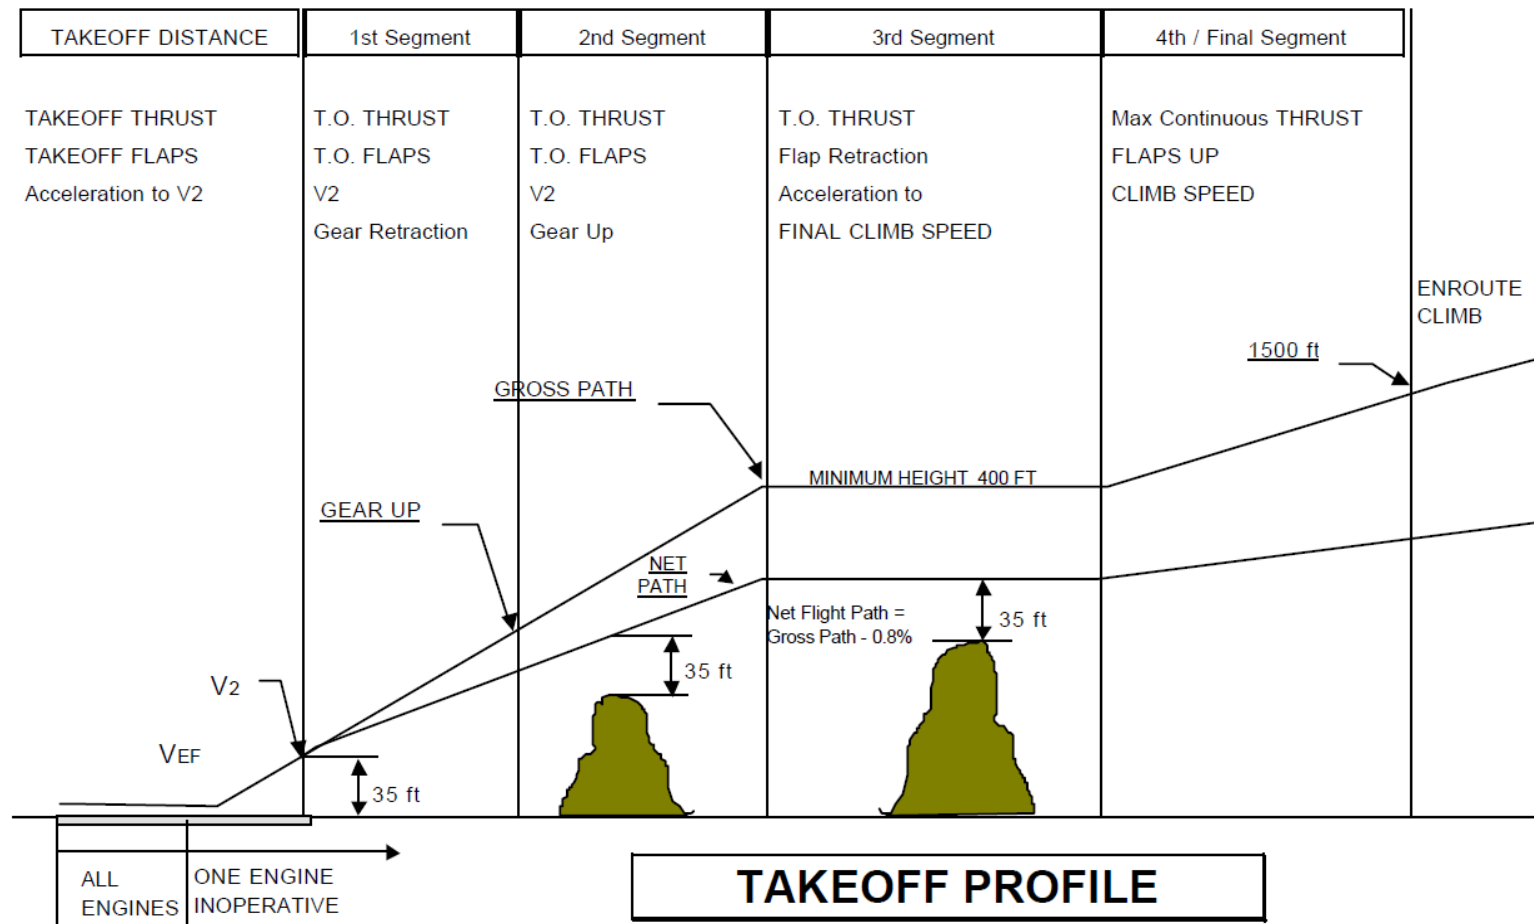 TAKEOFF DISTANCE
1st Segment
2nd Segment
3rd Segment
4th / Final Segment
TAKEOFF THRUST
TAKEOFF FLAPS
Acceleration to V2
T.O. THRUST
T.O. FLAPS
V2
Gear Retraction
T.O. THRUST
T.O. FLAPS
V2
Gear Up
T.O. THRUST
Flap Retraction
Acceleration to
FINAL CLIMB SPEED
Max Continuous THRUST
FLAPS UP
CLIMB SPEED
ENROUTE
CLIMB
1500 ft
GROSS PATH
MINIMUM HEIGHT 400 FT
GEAR UP
NET
PATH
Net Flight Path =
Gross Path - 0.8%
35 ft
35 ft
V2
VEF
35 ft
ALL
ENGINES
ONE ENGINE
INOPERATIVE
TAKEOFF PROFILE